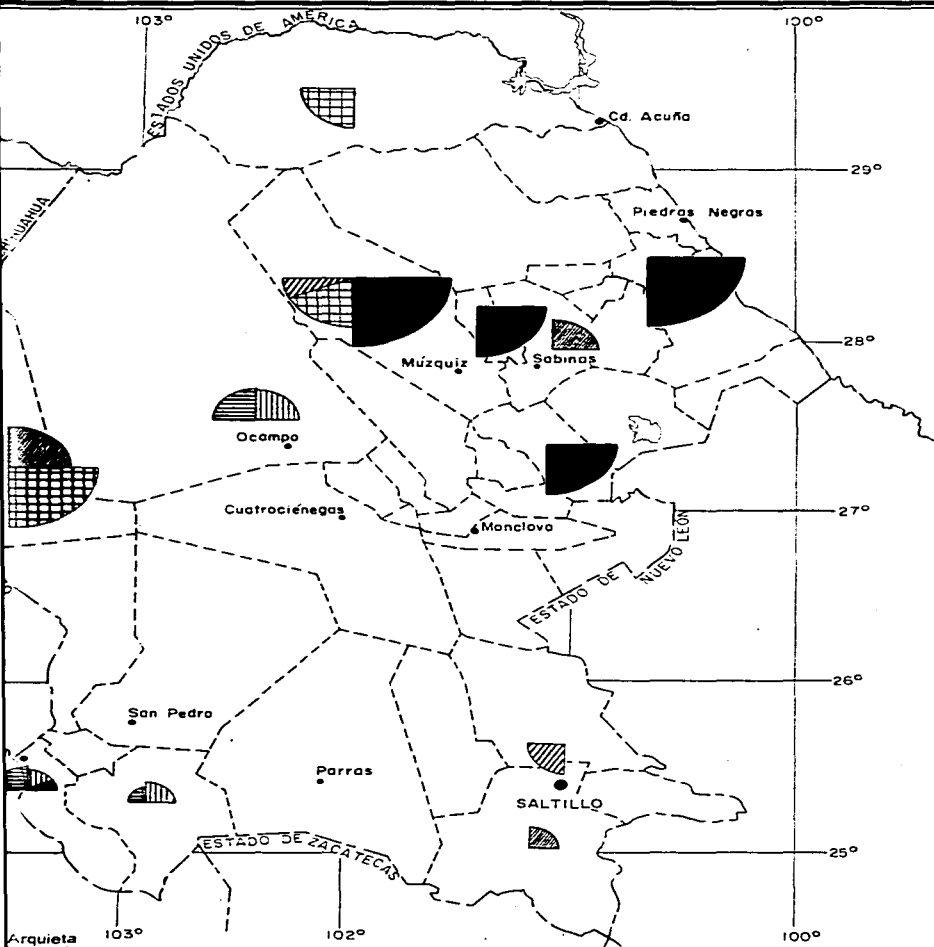 103°
100°
ESTADOS UNIDOS DE AMERICA
Cd. Acuña
29°
Piedras Negras
28°
Múzquiz
Sabinas
Ocampo
Cuatrociénegas
27°
Monclova
ESTADO DE NUEVO LEÓN
26°
San Pedro
Parras
SALTILLO
ESTADO DE ZACATECAS
25°
Arquieta
103°
102°
100°